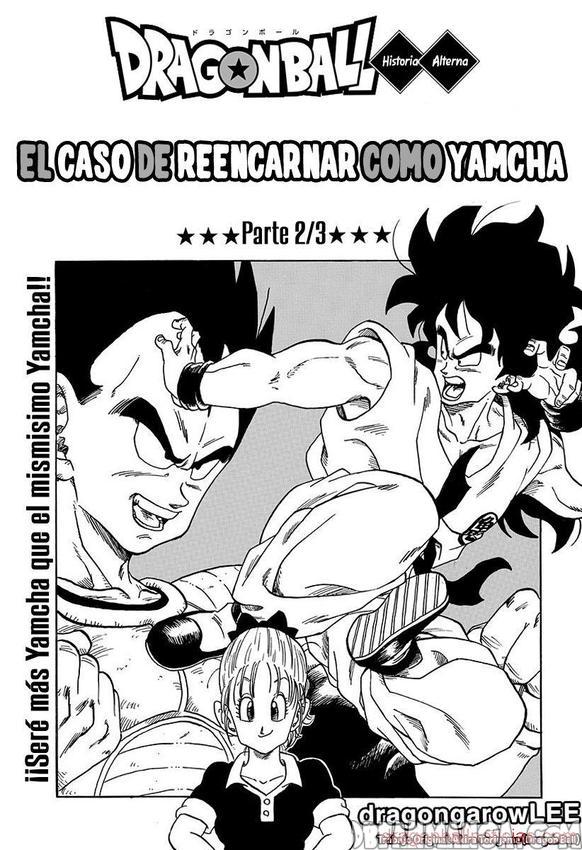 ドラゴンボール
DRAGONBALL
Historia Alterna
EL CASO DE REENCARNAR COMO YAMCHA
★★★Parte 2/3★★★
¡¡Seré más Yamcha que el mismisimo Yamcha!!
dragongarowLEE